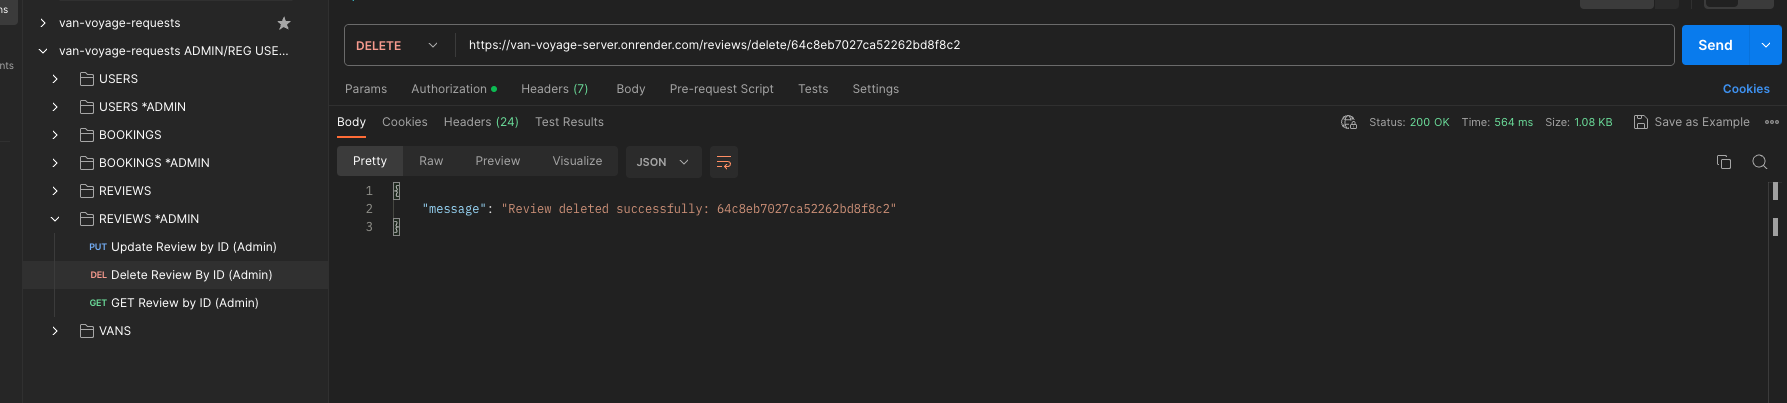 ns
nts
van-voyage-requests
van-voyage-requests ADMIN/REG USE...
USERS
USERS *ADMIN
BOOKINGS
BOOKINGS *ADMIN
REVIEWS
REVIEWS *ADMIN
PUT Update Review by ID (Admin)
DEL Delete Review By ID (Admin)
GET GET Review by ID (Admin)
VANS
DELETE https://van-voyage-server.onrender.com/reviews/delete/64c8eb7027ca52262bd8f8c2 Send
Params Authorization Headers (7) Body Pre-request Script Tests Settings Cookies
Body Cookies Headers (24) Test Results Status: 200 OK Time: 564 ms Size: 1.08 KB Save as Example
Pretty Raw Preview Visualize JSON
1 {
2 "message": "Review deleted successfully: 64c8eb7027ca52262bd8f8c2"
3 }